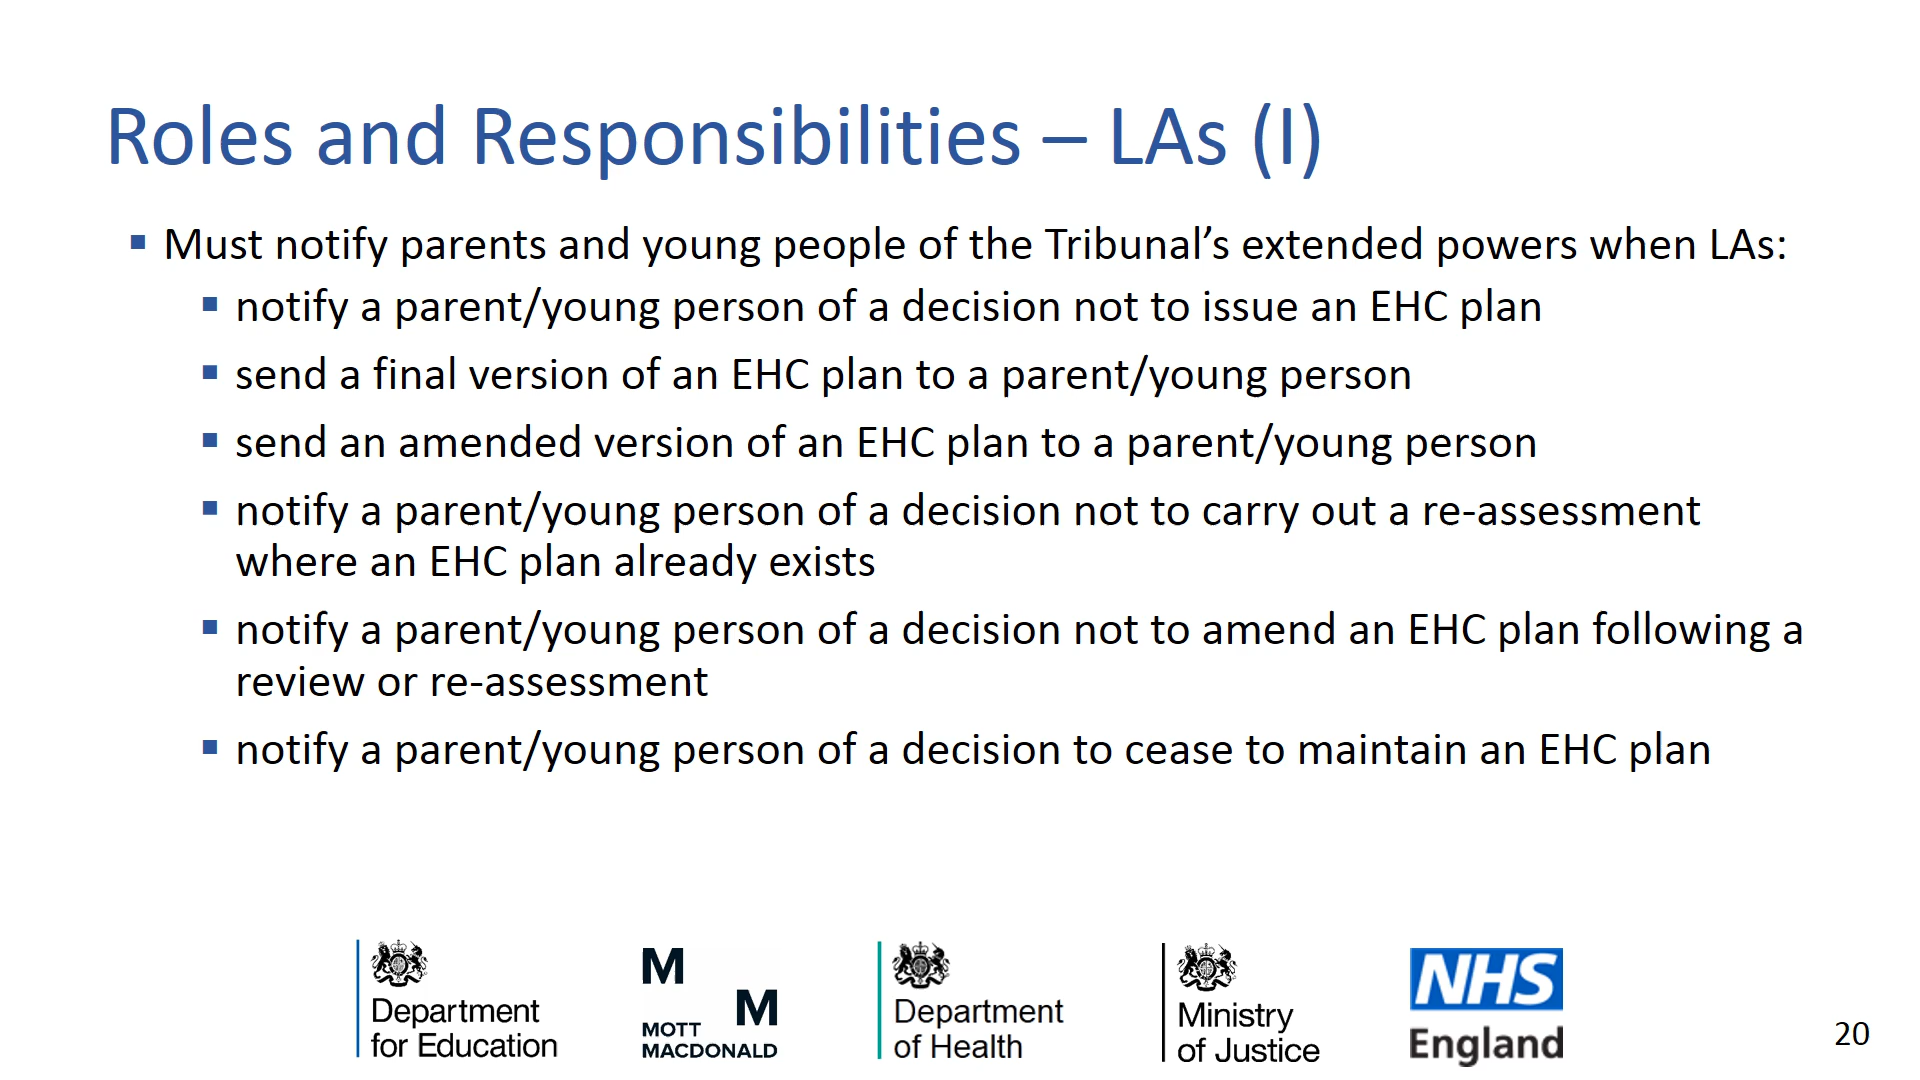 Roles and Responsibilities – LAs (I)
▪ Must notify parents and young people of the Tribunal’s extended powers when LAs:
▪ notify a parent/young person of a decision not to issue an EHC plan
▪ send a final version of an EHC plan to a parent/young person
▪ send an amended version of an EHC plan to a parent/young person
▪ notify a parent/young person of a decision not to carry out a re-assessment
where an EHC plan already exists
▪ notify a parent/young person of a decision not to amend an EHC plan following a
review or re-assessment
▪ notify a parent/young person of a decision to cease to maintain an EHC plan
Department
for Education
M
M
MOTT
MACDONALD
Department
of Health
Ministry
of Justice
NHS
England
20